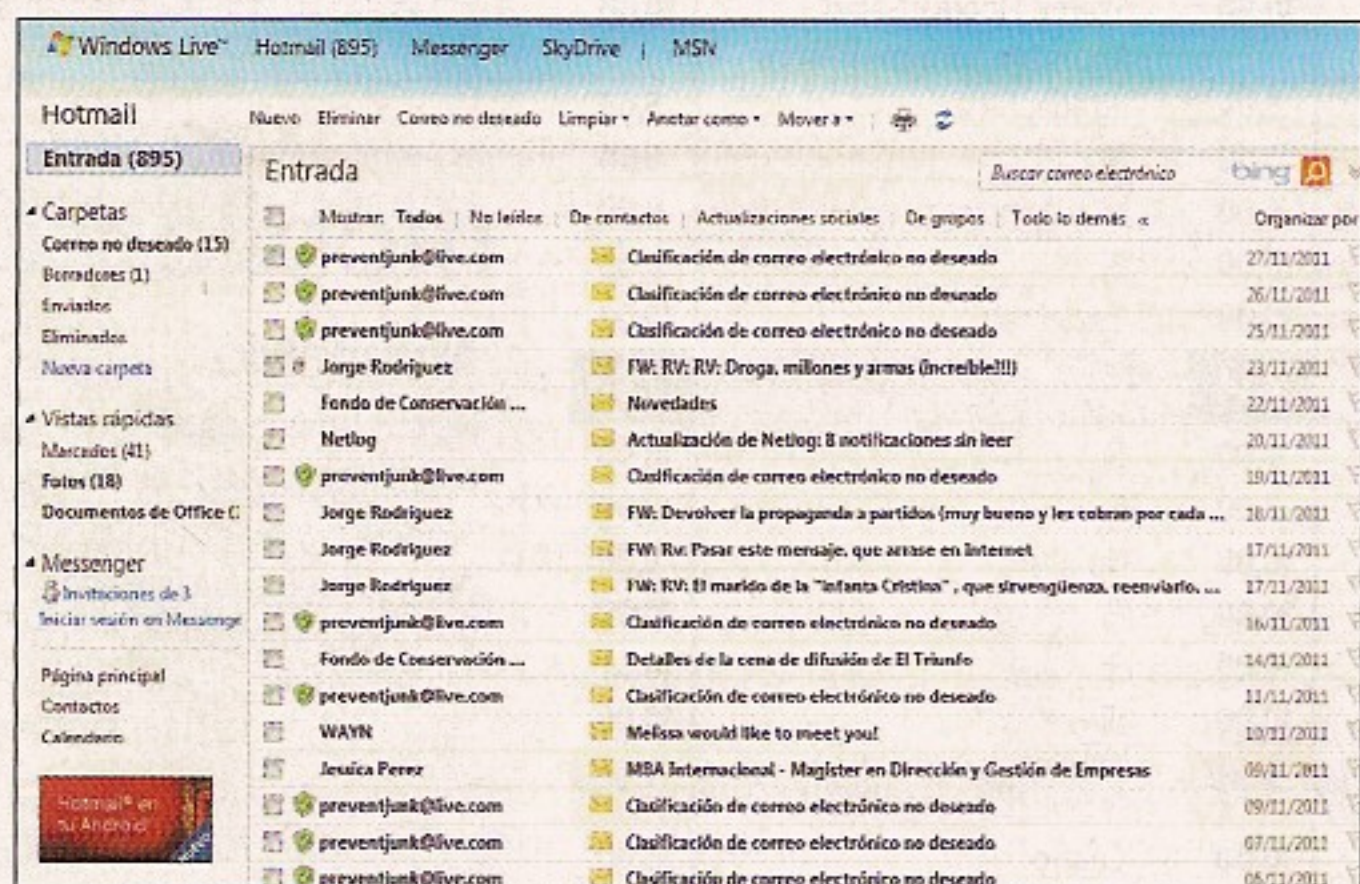 Windows Live™ Hotmail (895) Messenger SkyDrive | MSN
Hotmail
Nuevo Eliminar Correo no deseado Limpiar Anotar como Mover a
Entrada (895)
Entrada
Buscar correo electrónico bing
Carpetas
Correo no deseado (15)
Borradores (1)
Enviados
Eliminados
Nueva carpeta
Vistas rápidas
Marcados (41)
Fotos (18)
Documentos de Office
Messenger
Invitaciones de 3
Iniciar sesión en Messenge
Página principal
Contactos
Calendario
Hotmail® en
tu Android
NUEVO
Mostrar: Todos | No leídos | De contactos | Actualizaciones sociales | De grupos | Todo lo demás « Organizar por
preventjunk@live.com Clasificación de correo electrónico no deseado 27/11/2011
preventjunk@live.com Clasificación de correo electrónico no deseado 26/11/2011
preventjunk@live.com Clasificación de correo electrónico no deseado 25/11/2011
Jorge Rodriguez FW: RV: RV: Droga, millones y armas (increíble!!!) 23/11/2011
Fondo de Conservación ... Novedades 22/11/2011
Netlog Actualización de Netlog: 8 notificaciones sin leer 20/11/2011
preventjunk@live.com Clasificación de correo electrónico no deseado 19/11/2011
Jorge Rodriguez FW: Devolver la propaganda a partidos (muy bueno y les cobran por cada ... 18/11/2011
Jorge Rodriguez FW: Rv: Pasar este mensaje, que arrase en Internet 17/11/2011
Jorge Rodriguez FW: RV: El marido de la "Infanta Cristina" , que sirvengüenza, reenviarlo, ... 17/11/2011
preventjunk@live.com Clasificación de correo electrónico no deseado 16/11/2011
Fondo de Conservación ... Detalles de la cena de difusión de El Triunfo 14/11/2011
preventjunk@live.com Clasificación de correo electrónico no deseado 11/11/2011
WAYN Melissa would like to meet you! 10/11/2011
Jessica Perez MBA Internacional - Magister en Dirección y Gestión de Empresas 09/11/2011
preventjunk@live.com Clasificación de correo electrónico no deseado 09/11/2011
preventjunk@live.com Clasificación de correo electrónico no deseado 07/11/2011
preventjunk@live.com Clasificación de correo electrónico no deseado 05/11/2011